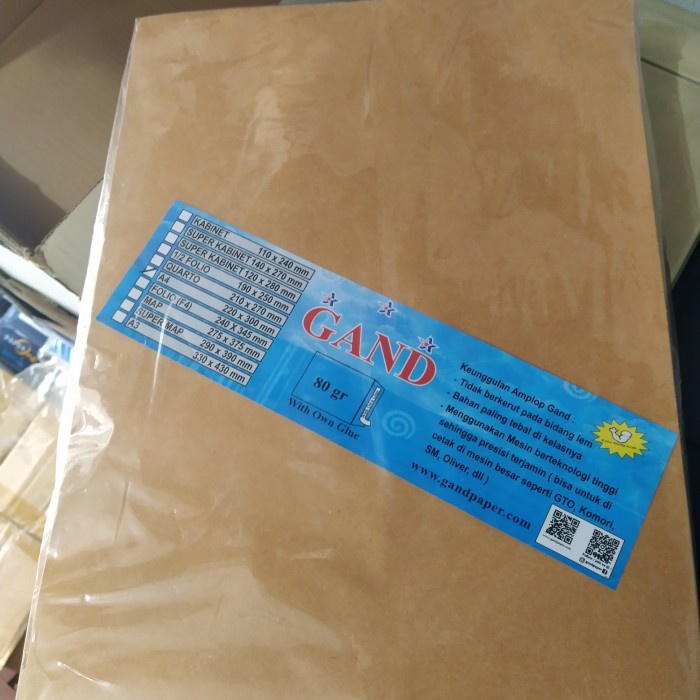 KABINET 110 x 240 mm
SUPER KABINET 140 x 270 mm
SUPER KABINET 120 x 280 mm
1/2 FOLIO 190 x 250 mm
QUARTO 210 x 270 mm
A4 220 x 300 mm
FOLIO (F4) 240 x 345 mm
MAP 275 x 375 mm
SUPER MAP 290 x 390 mm
A3 330 x 430 mm
GAND
80 gr
With Own Glue
Keunggulan Amplop Gand :
- Tidak berkerut pada bidang lem
- Bahan paling tebal di kelasnya
- Menggunakan Mesin berteknologi tinggi
sehingga presisi terjamin ( bisa untuk di
cetak di mesin besar seperti GTO, Komori,
SM, Oliver, dll )
www.gandpaper.com